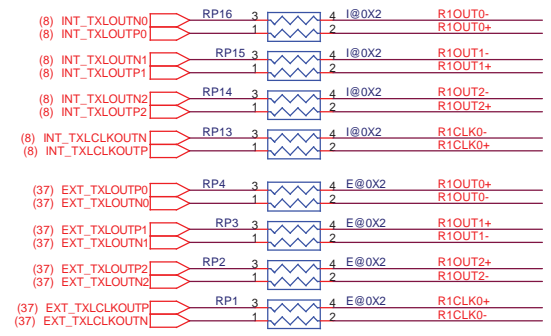 (8) INT_TXLOUTN0 RP16 3 4 I@0X2 R1OUT0-
(8) INT_TXLOUTP0 1 2 R1OUT0+
(8) INT_TXLOUTN1 RP15 3 4 I@0X2 R1OUT1-
(8) INT_TXLOUTP1 1 2 R1OUT1+
(8) INT_TXLOUTN2 RP14 3 4 I@0X2 R1OUT2-
(8) INT_TXLOUTP2 1 2 R1OUT2+
(8) INT_TXLCLKOUTN RP13 3 4 I@0X2 R1CLK0-
(8) INT_TXLCLKOUTP 1 2 R1CLK0+
(37) EXT_TXLOUTP0 RP4 3 4 E@0X2 R1OUT0+
(37) EXT_TXLOUTN0 1 2 R1OUT0-
(37) EXT_TXLOUTP1 RP3 3 4 E@0X2 R1OUT1+
(37) EXT_TXLOUTN1 1 2 R1OUT1-
(37) EXT_TXLOUTP2 RP2 3 4 E@0X2 R1OUT2+
(37) EXT_TXLOUTN2 1 2 R1OUT2-
(37) EXT_TXLCLKOUTP RP1 3 4 E@0X2 R1CLK0+
(37) EXT_TXLCLKOUTN 1 2 R1CLK0-